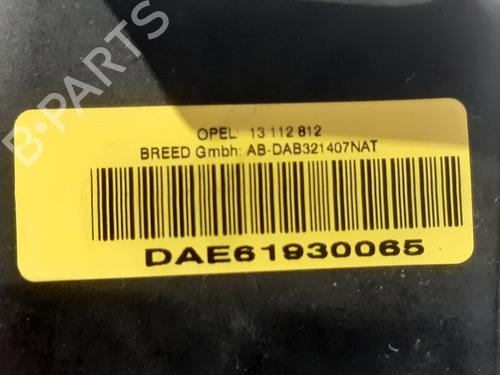 B-PARTS
OPEL: 13 112 812
BREED Gmbh: AB-DAB321407NAT
DAE61930065